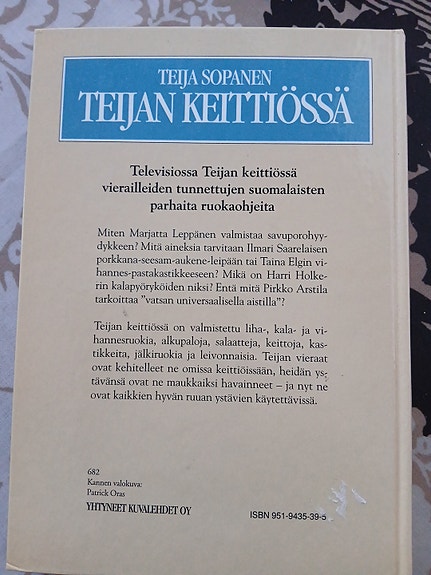 TEIJA SOPANEN
TEIJAN KEITTIÖSSÄ
Televisiossa Teijan keittiössä
vierailleiden tunnettujen suomalaisten
parhaita ruokaohjeita
Miten Marjatta Leppänen valmistaa savuporohyy-
dykkeen? Mitä aineksia tarvitaan Ilmari Saarelaisen
porkkana-seesam-aukene-leipään tai Taina Elgin vi-
hannes-pastakastikkeeseen? Mikä on Harri Holke-
rin kalapyöryköiden niksi? Entä mitä Pirkko Arstila
tarkoittaa ”vatsan universaalisella aistilla”?
Teijan keittiössä on valmistettu liha-, kala- ja vi-
hannesruokia, alkupaloja, salaatteja, keittoja, kas-
tikkeita, jälkiruokia ja leivonnaisia. Teijan vieraat
ovat kehitelleet ne omissa keittiöissään, heidän ys-
tävänsä ovat ne maukkaiksi havainneet – ja nyt ne
ovat kaikkien hyvän ruuan ystävien käytettävissä.
682
Kannen valokuva:
Patrick Oras
YHTYNEET KUVALEHDET OY
ISBN 951-9435-39-5